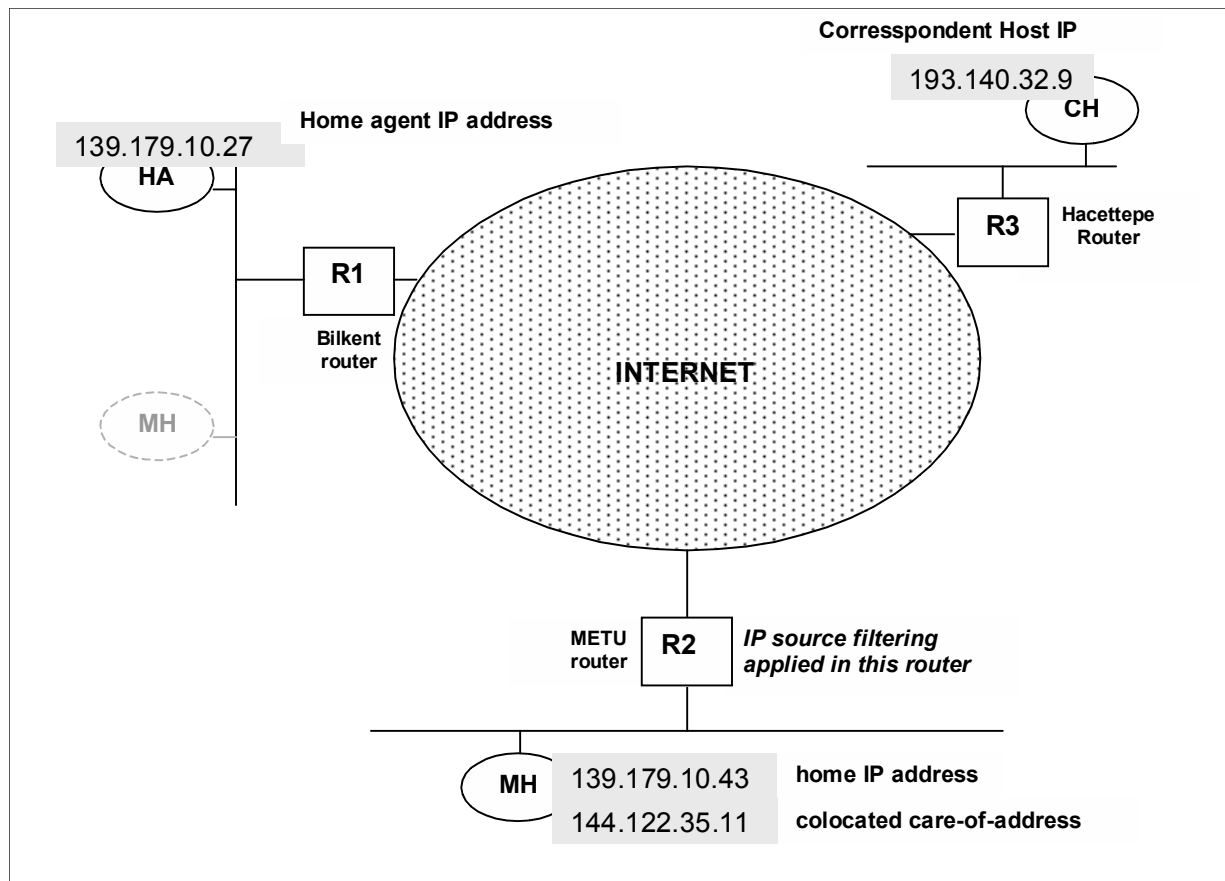 Corresspondent Host IP
193.140.32.9
CH
Home agent IP address
139.179.10.27
HA
R3
Hacettepe
Router
R1
Bilkent
router
INTERNET
MH
METU
router
R2
IP source filtering
applied in this router
MH
139.179.10.43
home IP address
144.122.35.11
colocated care-of-address